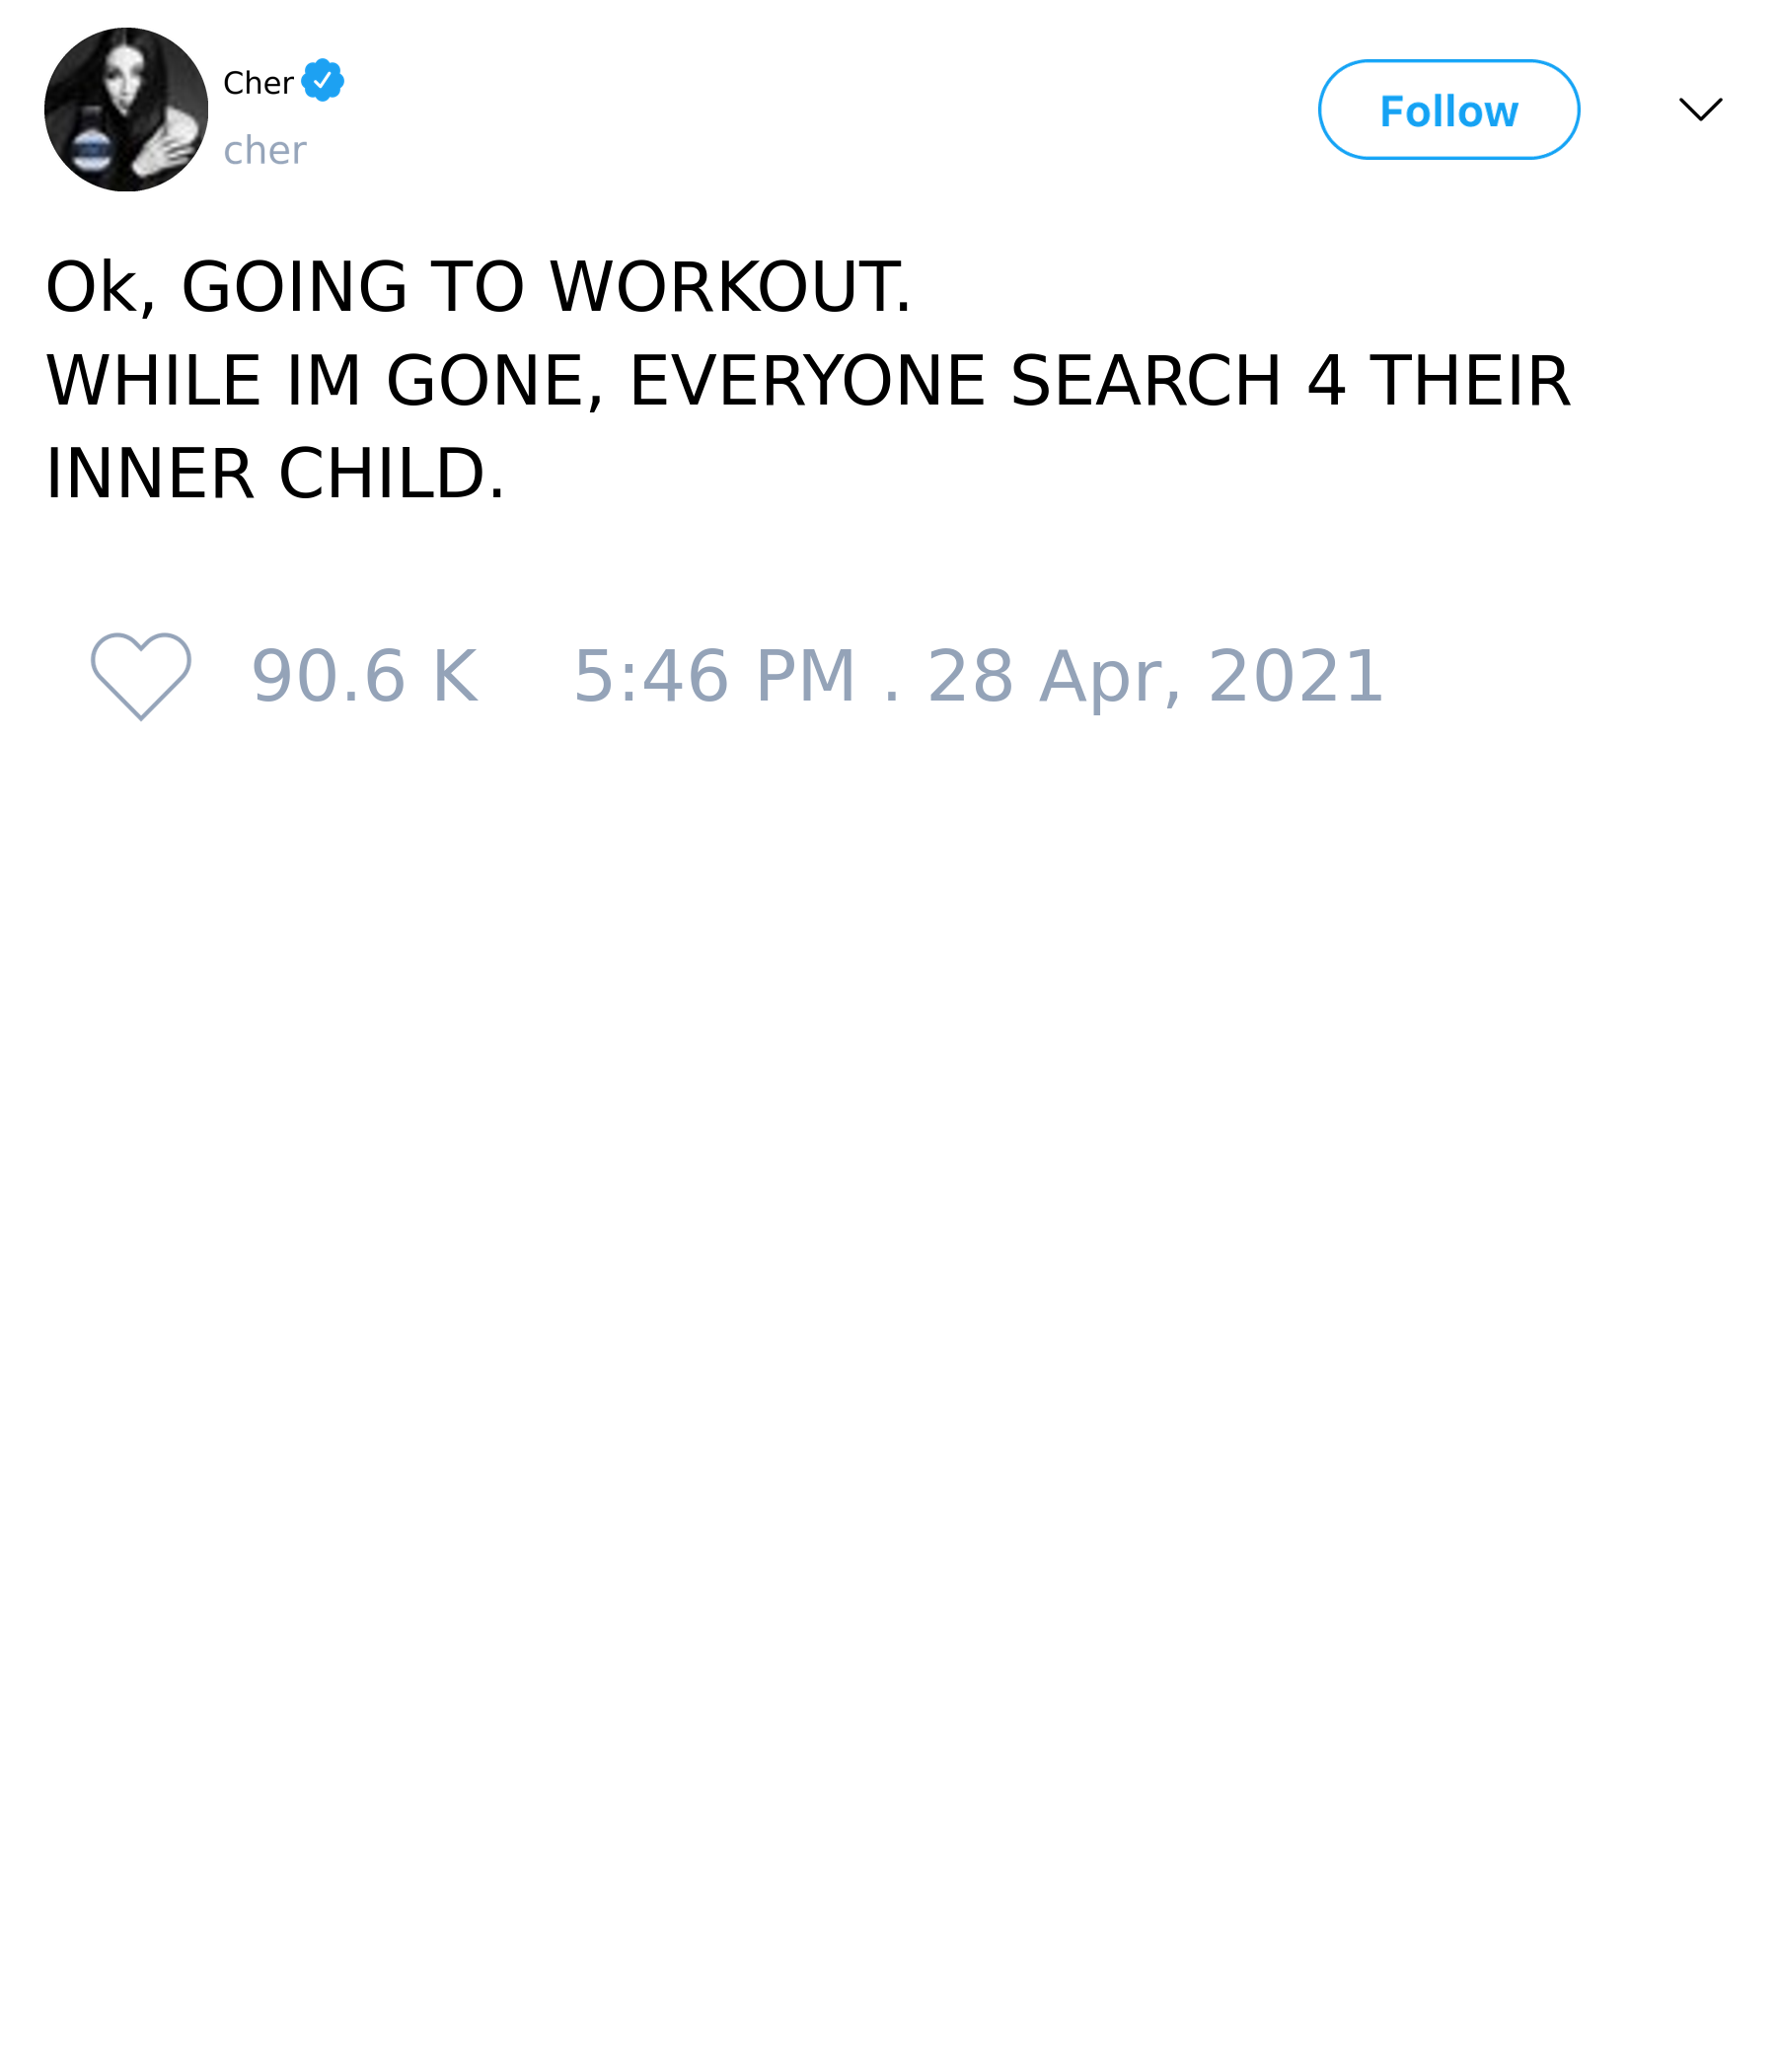 Cher
cher
Follow
Ok, GOING TO WORKOUT.
WHILE IM GONE, EVERYONE SEARCH 4 THEIR
INNER CHILD.
90.6 K 5:46 PM . 28 Apr, 2021